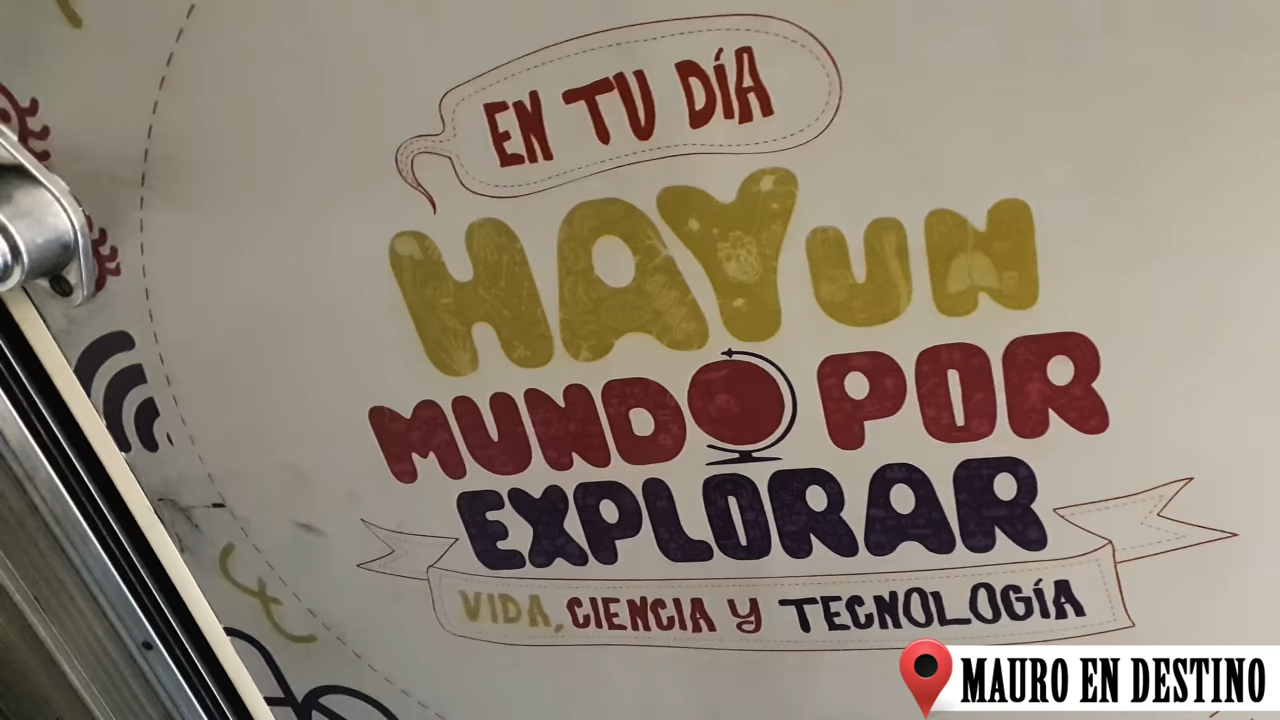 EN TU DÍA
HAY UN
MUNDO POR
EXPLORAR
VIDA, CIENCIA Y TECNOLOGÍA
MAURO EN DESTINO